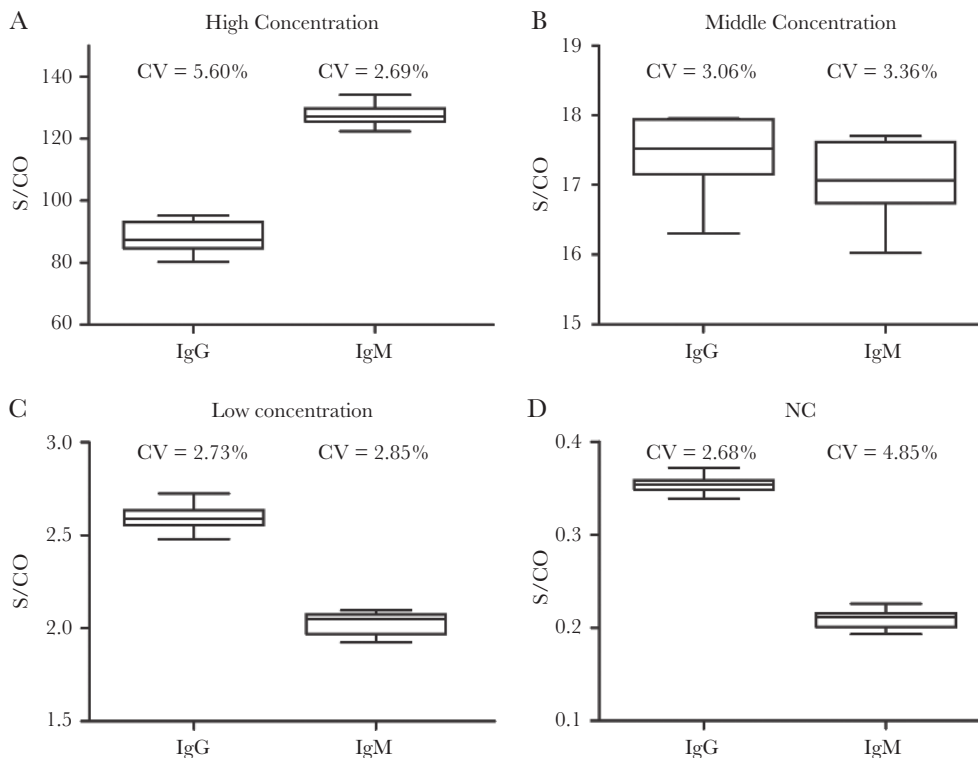 A
High Concentration
CV = 5.60%
CV = 2.69%
S/CO
140
120
100
80
60
IgG
IgM
B
Middle Concentration
CV = 3.06%
CV = 3.36%
S/CO
19
18
17
16
15
IgG
IgM
C
Low concentration
CV = 2.73%
CV = 2.85%
S/CO
3.0
2.5
2.0
1.5
IgG
IgM
D
NC
CV = 2.68%
CV = 4.85%
S/CO
0.4
0.3
0.2
0.1
IgG
IgM